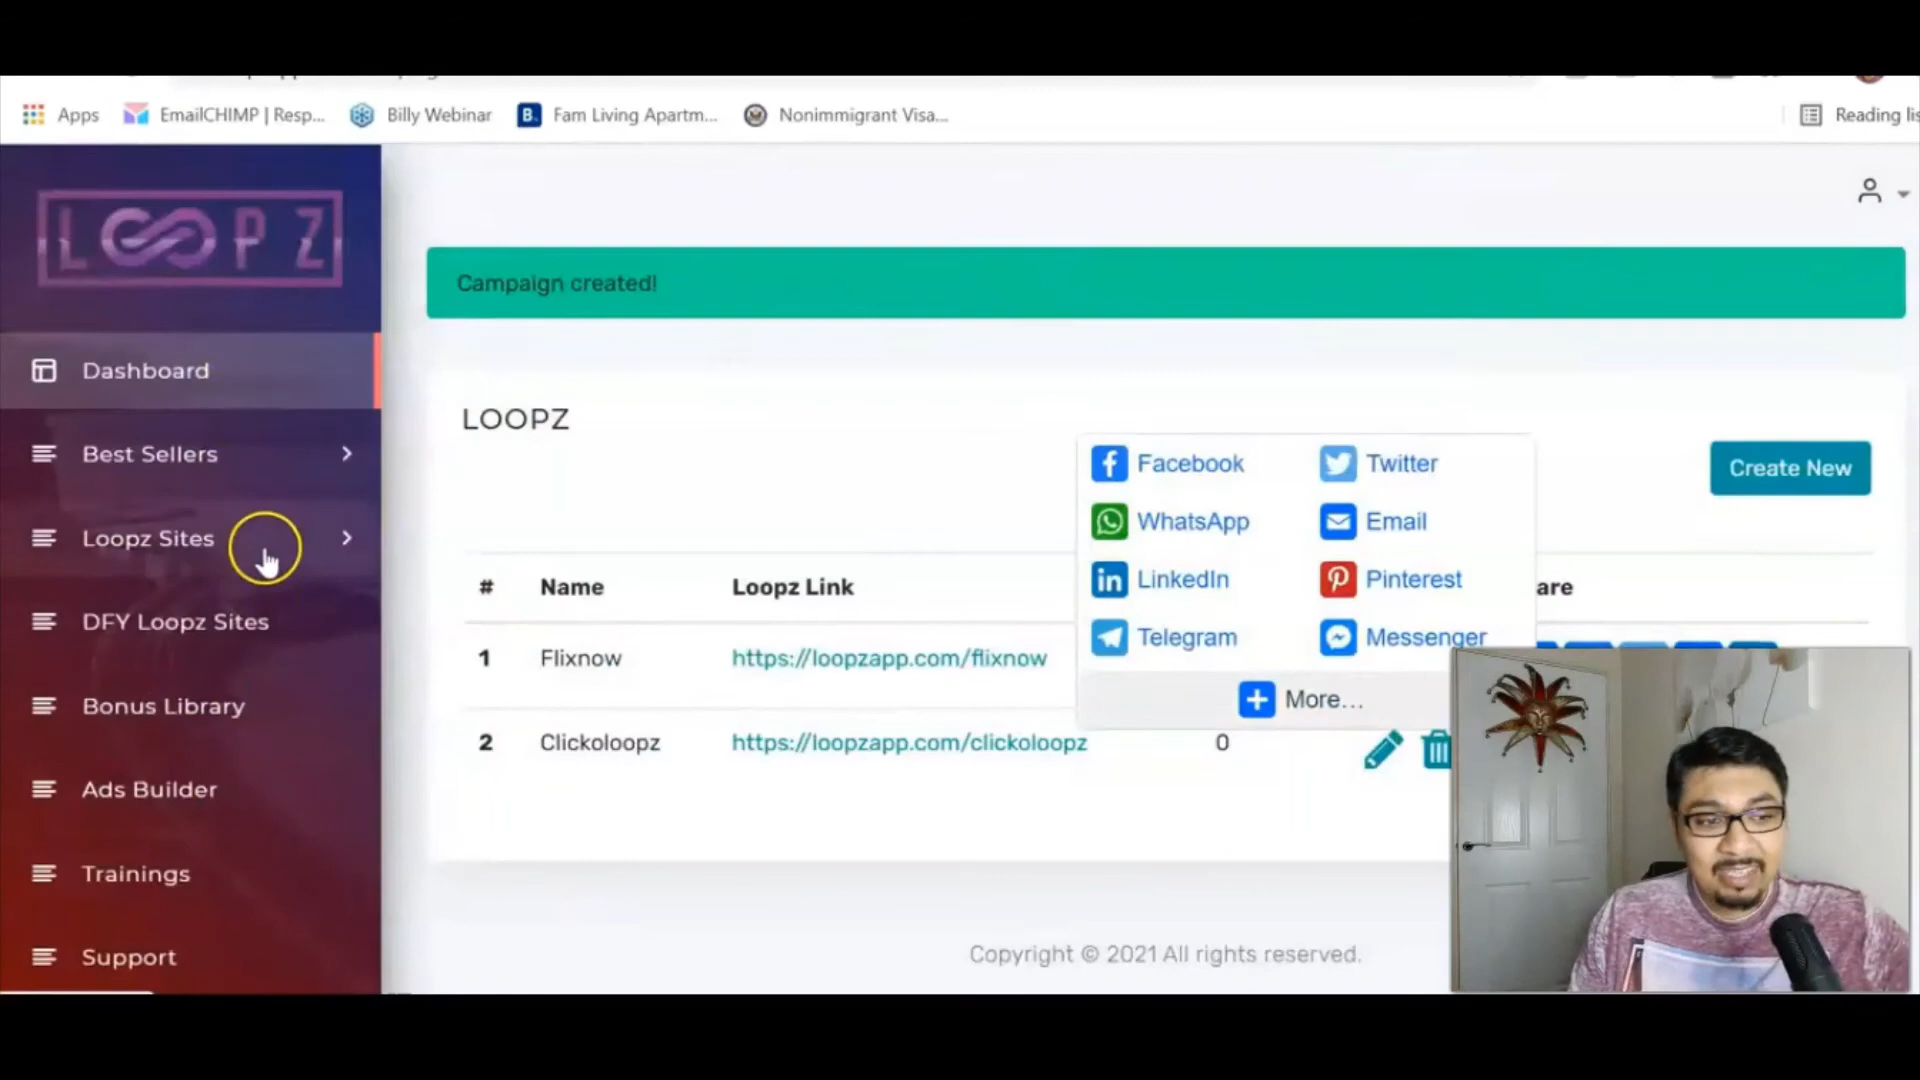 Apps
EmailCHIMP | Resp...
Billy Webinar
B.
Fam Living Apartm...
Nonimmigrant Visa...
Reading lis
LOOPZ
Campaign created!
Dashboard
Best Sellers
Loopz Sites
DFY Loopz Sites
Bonus Library
Ads Builder
Trainings
Support
LOOPZ
Create New
Facebook
Twitter
WhatsApp
Email
LinkedIn
Pinterest
Telegram
Messenger
More...
# Name Loopz Link are
1 Flixnow https://loopzapp.com/flixnow
2 Clickoloopz https://loopzapp.com/clickoloopz 0
Copyright © 2021 All rights reserved.